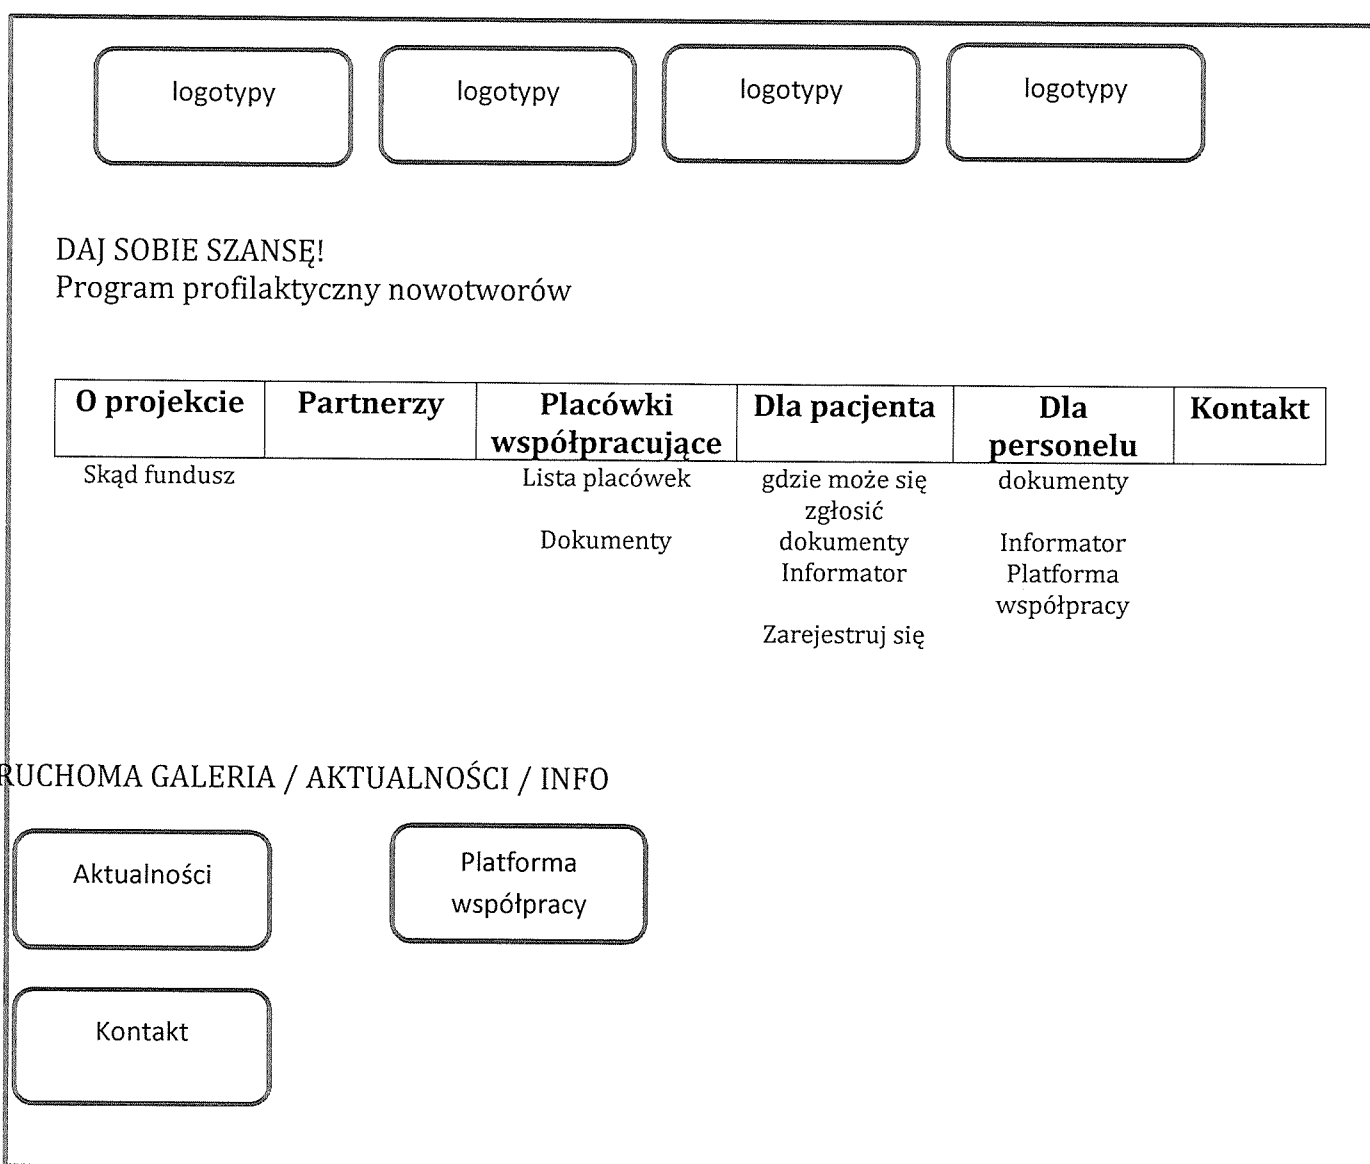 logotypy
logotypy
logotypy
logotypy
DAJ SOBIE SZANSĘ!
Program profilaktyczny nowotworów
O projekcie
Partnerzy
Placówki
współpracujące
Dla pacjenta
Dla
personelu
Kontakt
Skąd fundusz
Lista placówek
Dokumenty
gdzie może się
zgłosić
dokumenty
Informator
Zarejestruj się
dokumenty
Informator
Platforma
współpracy
RUCHOMA GALERIA / AKTUALNOŚCI / INFO
Aktualności
Platforma
współpracy
Kontakt